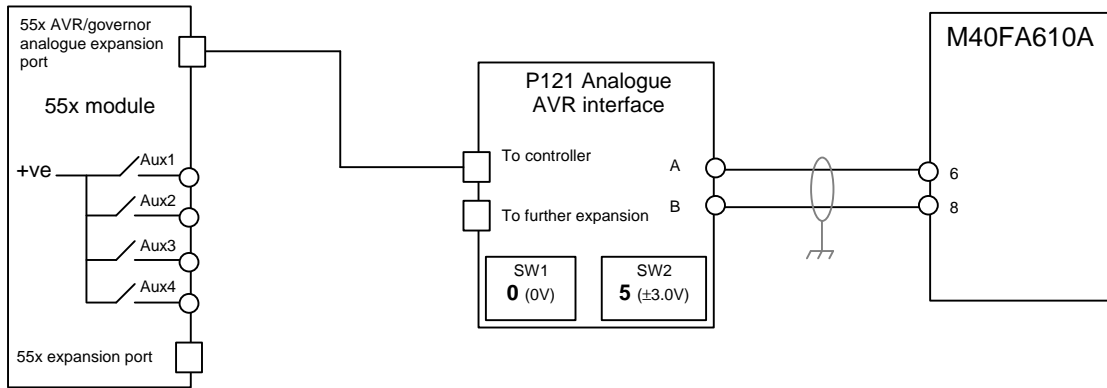 55x AVR/governor
analogue expansion
port
55x module
+ve
Aux1
Aux2
Aux3
Aux4
55x expansion port
P121 Analogue
AVR interface
To controller
A
To further expansion
B
SW1
0 (0V)
SW2
5 (±3.0V)
M40FA610A
6
8